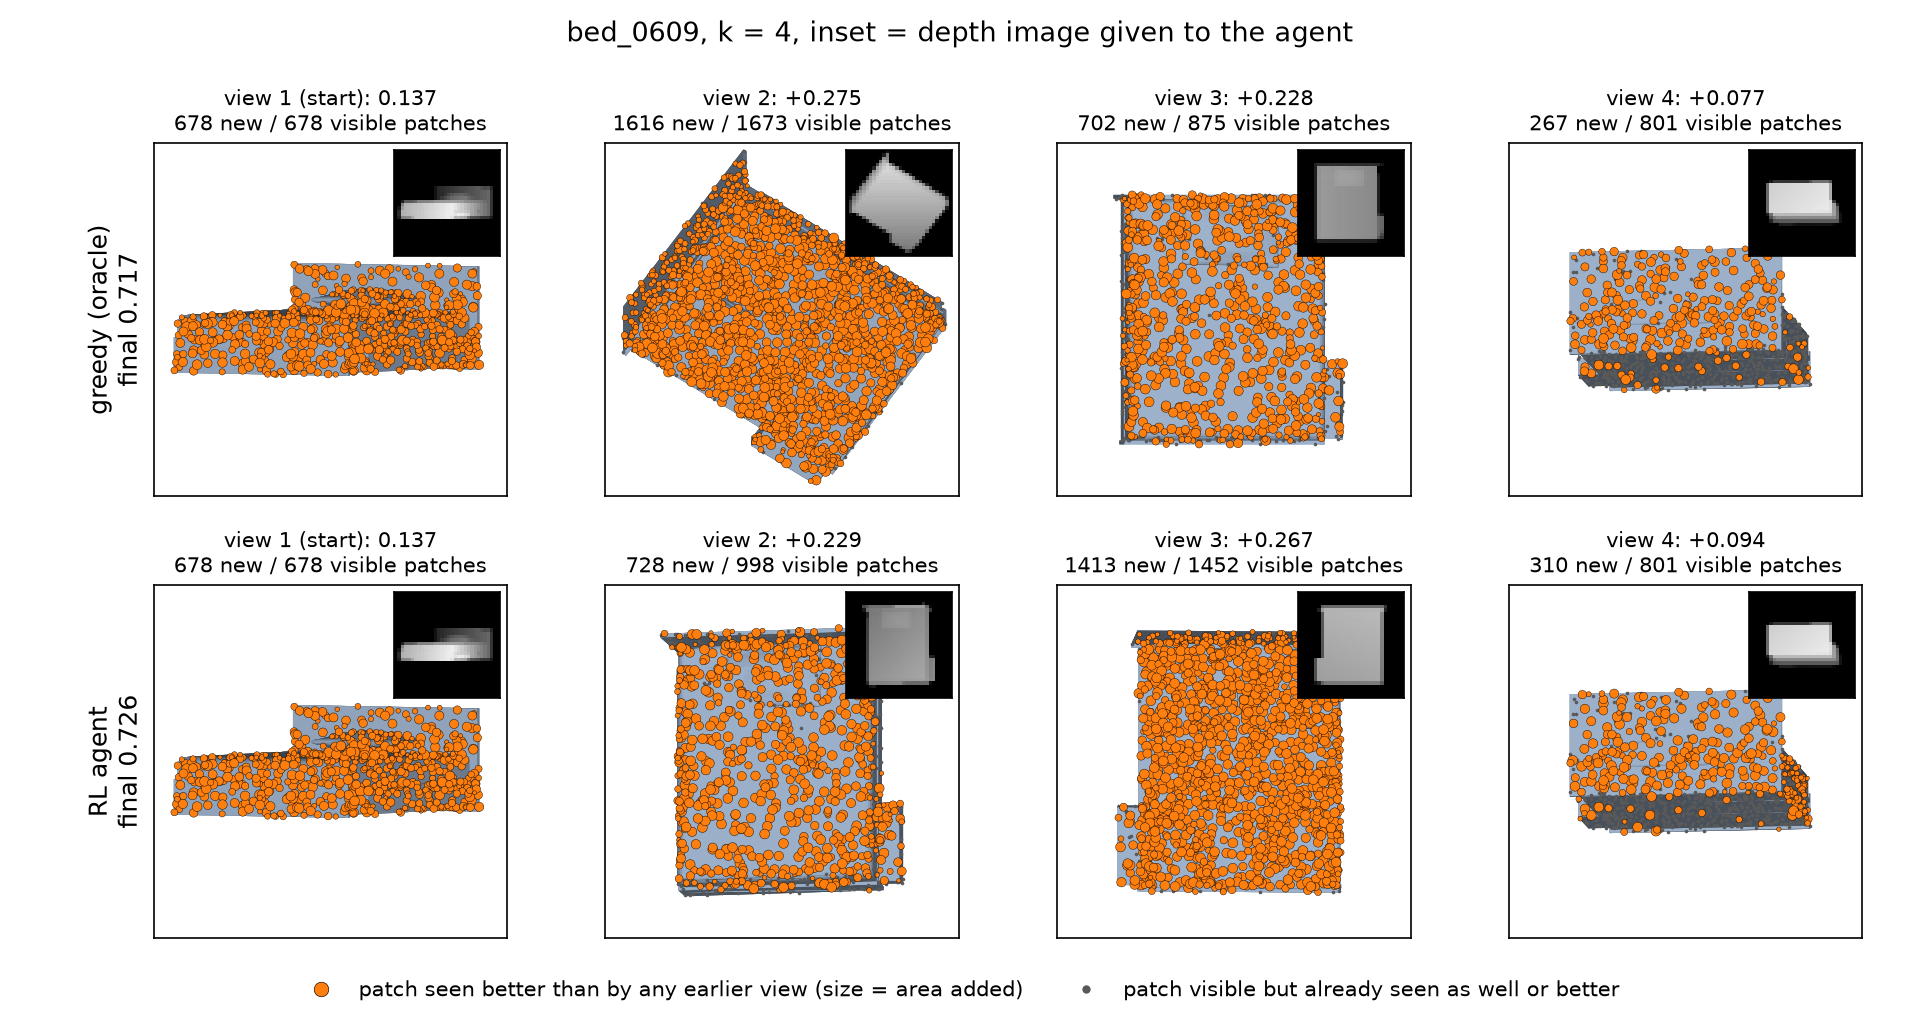 bed_0609, k = 4, inset = depth image given to the agent
view 1 (start): 0.137
678 new / 678 visible patches
view 2: +0.275
1616 new / 1673 visible patches
view 3: +0.228
702 new / 875 visible patches
view 4: +0.077
267 new / 801 visible patches
greedy (oracle)
final 0.717
view 1 (start): 0.137
678 new / 678 visible patches
view 2: +0.229
728 new / 998 visible patches
view 3: +0.267
1413 new / 1452 visible patches
view 4: +0.094
310 new / 801 visible patches
RL agent
final 0.726
patch seen better than by any earlier view (size = area added)
patch visible but already seen as well or better